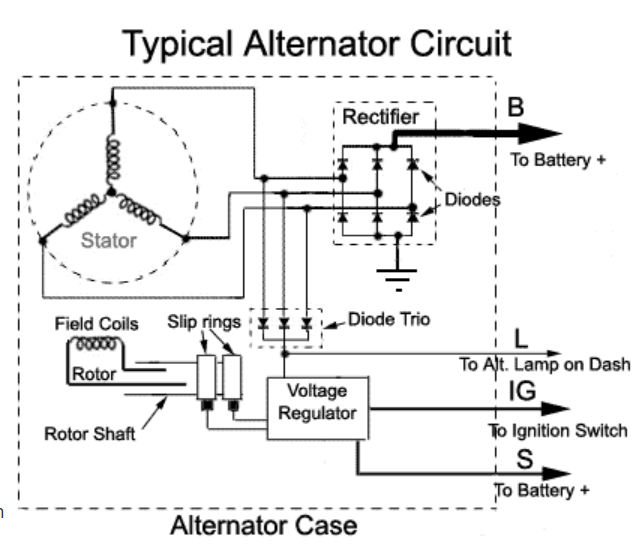 Typical Alternator Circuit
B
Rectifier
To Battery +
Diodes
Stator
Field Coils
Slip rings
Diode Trio
L
To Alt. Lamp on Dash
Rotor
Voltage
Regulator
IG
To Ignition Switch
Rotor Shaft
S
To Battery +
n
Alternator Case